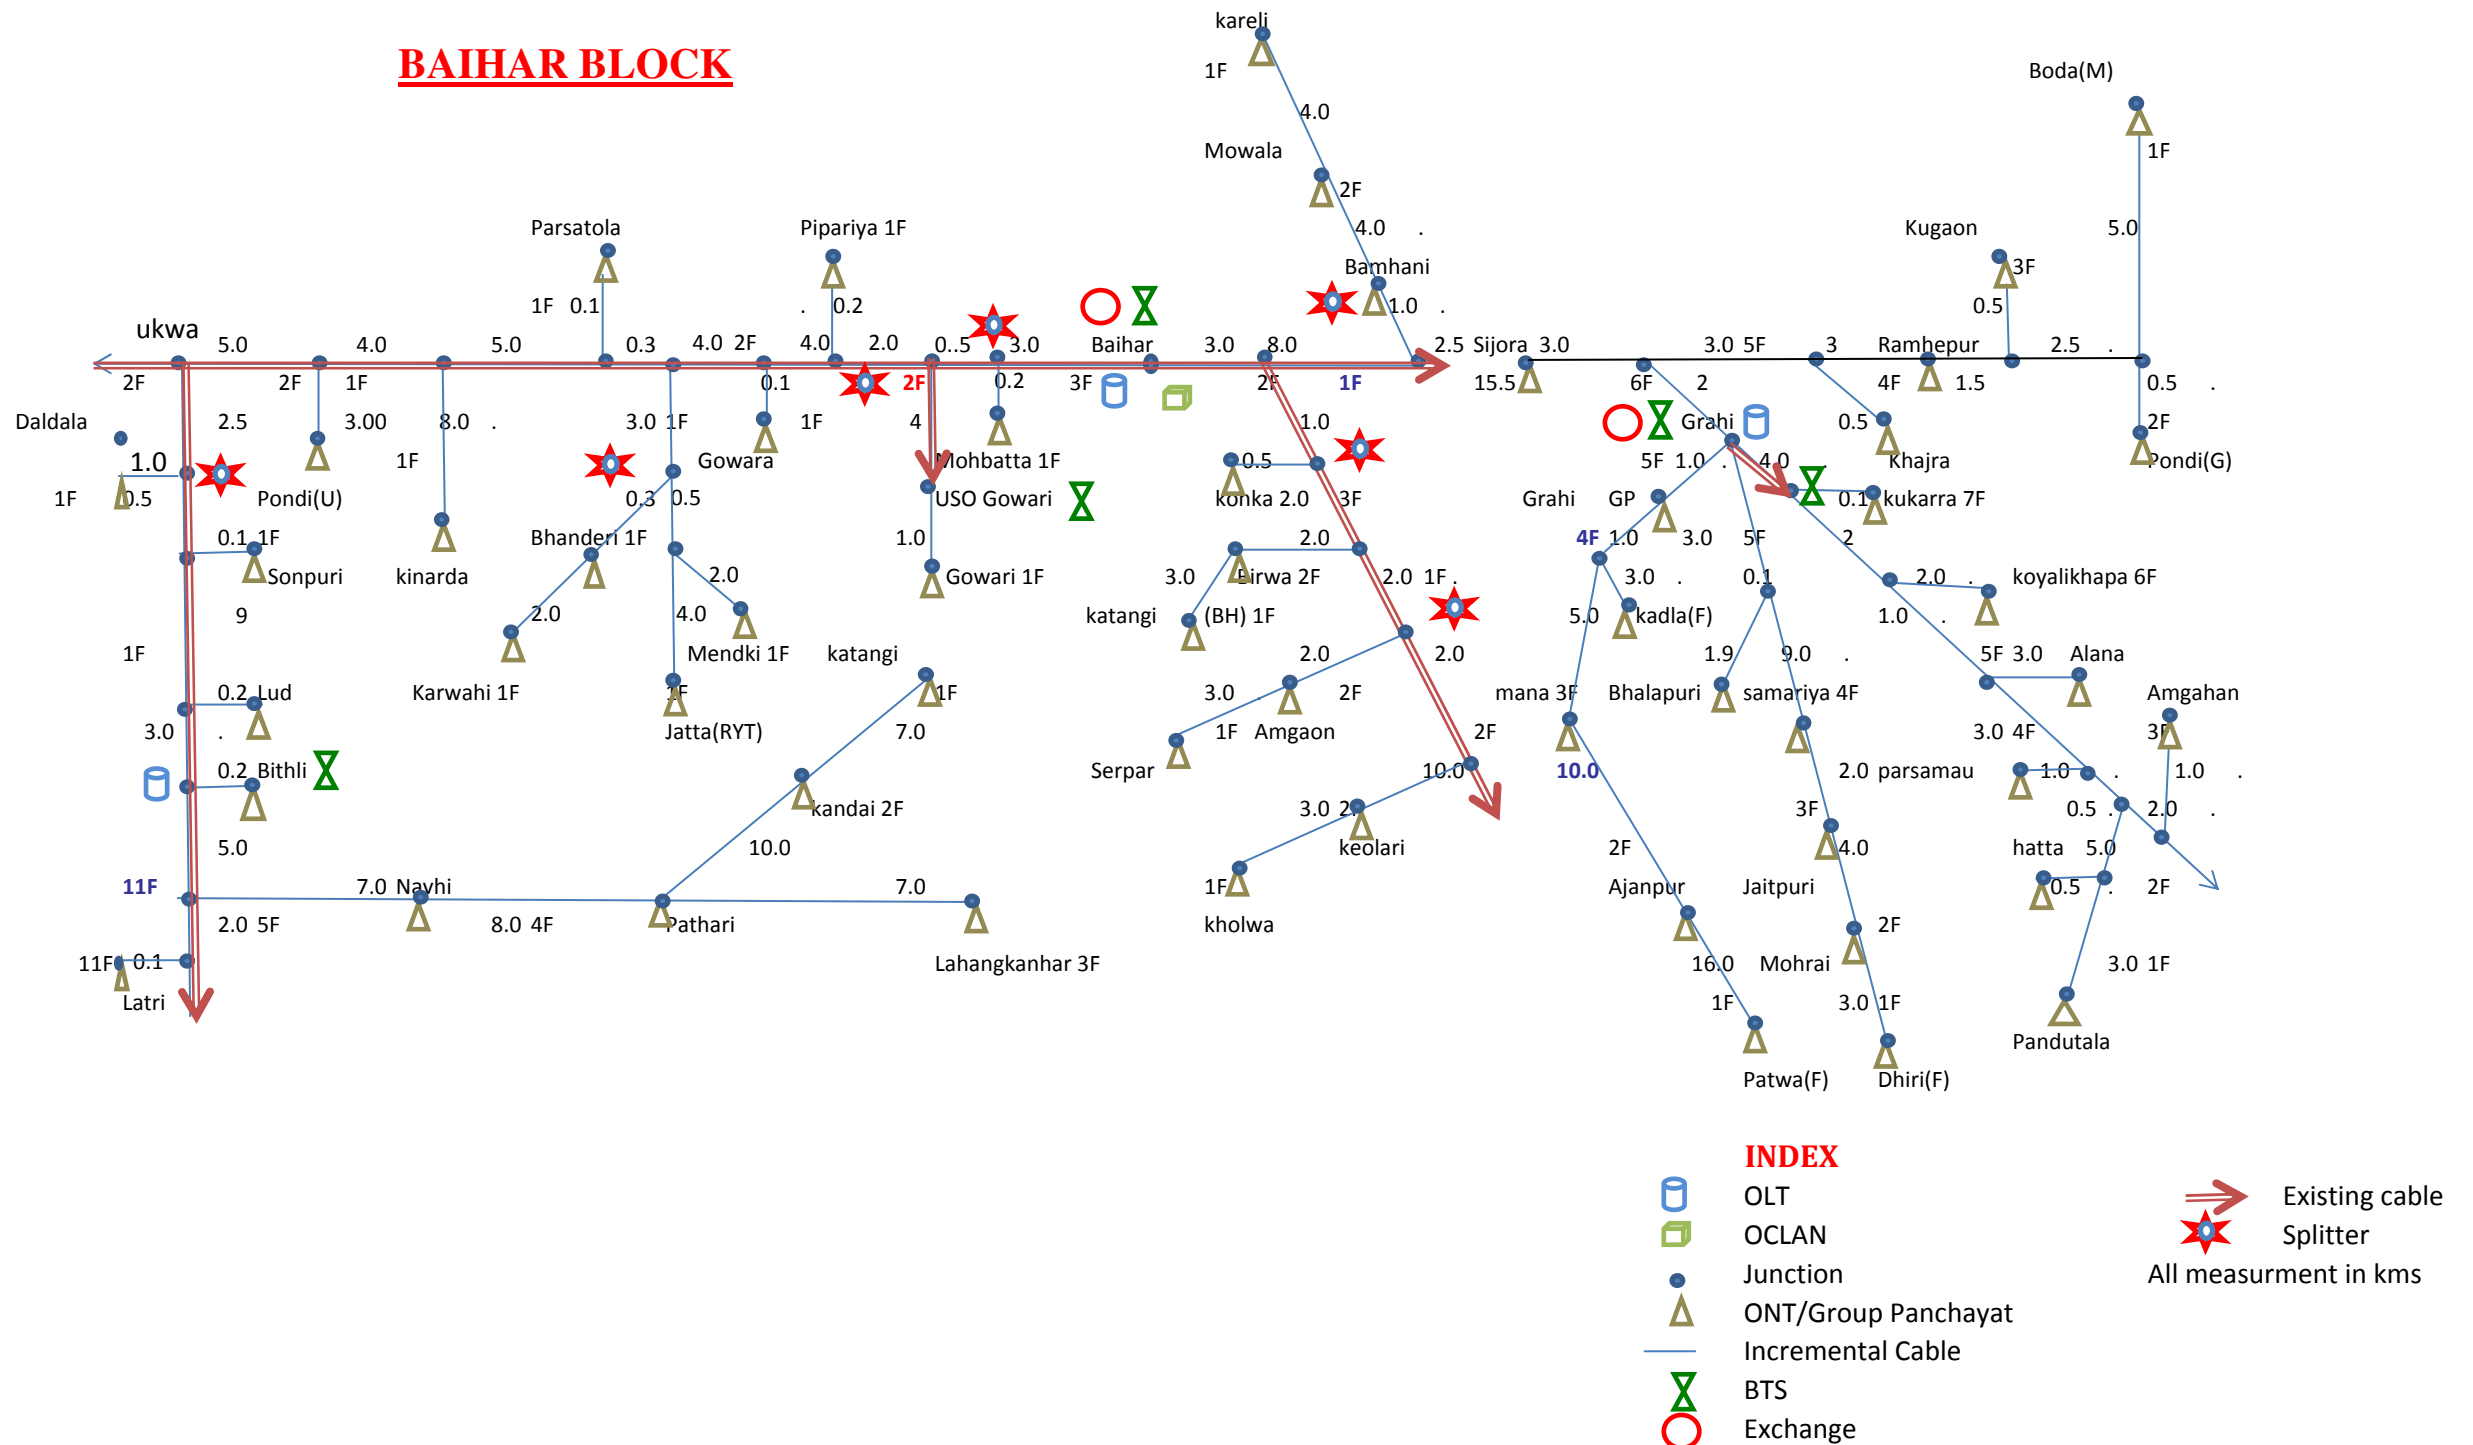 kareli
BAIHAR BLOCK
1F
Boda(M)
4.0
Mowala
1F
2F
Parsatola
Pipariya 1F
4.0 .
Kugaon
5.0
Bamhani
3F
1F 0.1
. 0.2
1.0 .
0.5
ukwa
5.0 4.0 5.0 0.3 4.0 2F 4.0 2.0 0..5 3.0 Baihar 3.0 8.0 2.5 Sijora 3.0 3.0 5F 3 Ramhepur 2.5 .
2F 2F 1F 0.1 2F 0.2 3F 2F 1F 15.5 6F 2 4F 1.5 0.5 .
Daldala 2.5 3.00 8.0 . 3.0 1F 1F 4 1.0 Grahi 0.5 2F
1.0 1F Gowara Mohbatta 1F 0.5 5F 1.0 . 4.0 . Khajra Pondi(G)
1F 0.5 Pondi(U) 0.3 0.5 USO Gowari konka 2.0 3F Grahi GP 0.1 kukarra 7F
0.1 1F Bhanderi 1F 1.0 2.0 4F 1.0 3.0 5F 2
Sonpuri kinarda 2.0 Gowari 1F 3.0 Birwa 2F 2.0 1F . 3.0 . 0.1 2.0 . koyalikhapa 6F
9 2.0 4.0 katangi (BH) 1F 5.0 kadla(F) 1.0 .
1F Mendki 1F katangi 2.0 2.0 1.9 9.0 . 5F 3.0 Alana
0.2 Lud Karwahi 1F 1F 1F 3.0 . 2F mana 3F Bhalapuri samariya 4F Amgahan
3.0 . Jatta(RYT) 7.0 1F Amgaon 2F 3.0 4F 3F
0.2 Bithli Serpar 10.0 10.0 2.0 parsamau 1.0 . 1.0 .
kandai 2F 3.0 2F 3F 0.5 . 2.0 .
5.0 10.0 keolari 2F 4.0 hatta 5.0
11F 7.0 Navhi 7.0 1F Ajanpur Jaitpuri 0.5 . 2F
2.0 5F 8.0 4F Pathari kholwa 2F
11F 0.1 Lahangkanhar 3F 16.0 Mohrai 3.0 1F
Latri 1F 3.0 1F
Pandutala
Patwa(F) Dhiri(F)
INDEX
OLT Existing cable
OCLAN Splitter
Junction All measurment in kms
ONT/Group Panchayat
Incremental Cable
BTS
Exchange